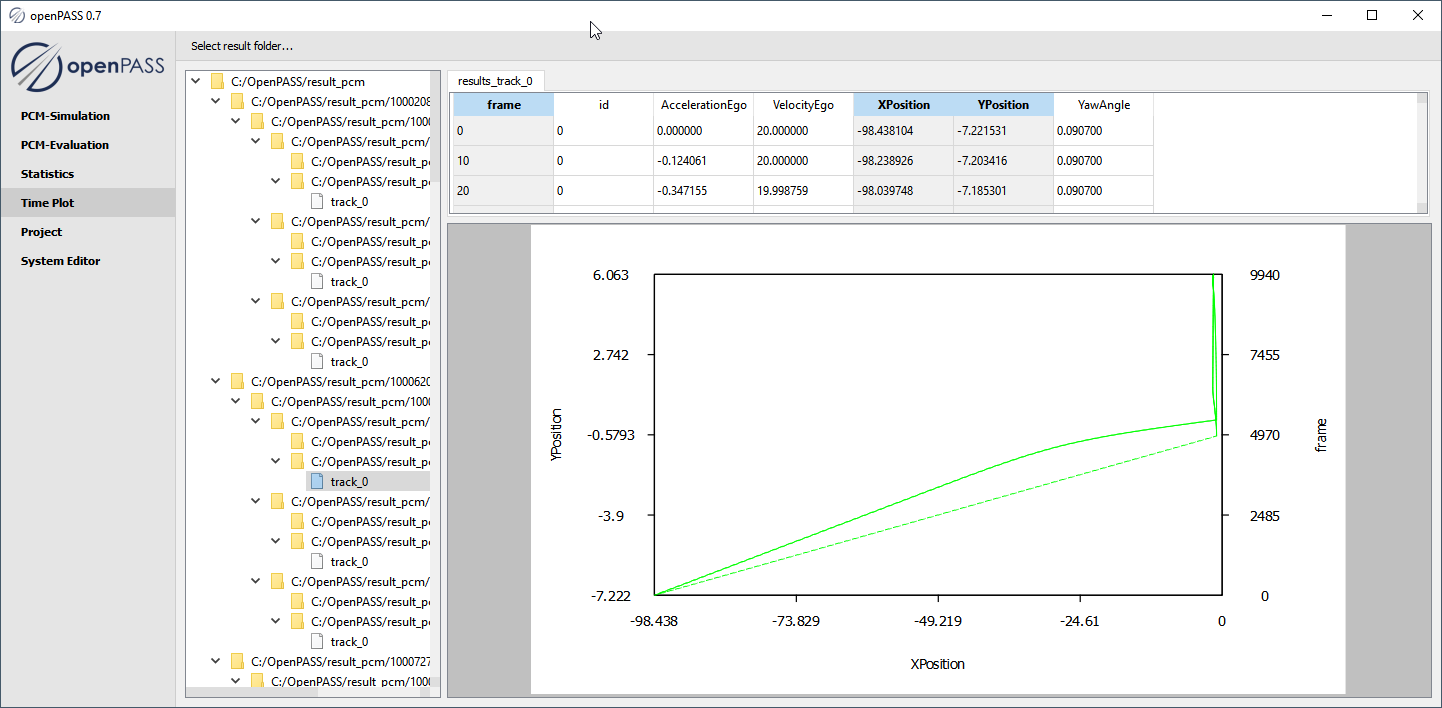 openPASS 0.7
openPASS
PCM-Simulation
PCM-Evaluation
Statistics
Time Plot
Project
System Editor
Select result folder...
C:/OpenPASS/result_pcm
C:/OpenPASS/result_pcm/1000208
C:/OpenPASS/result_pcm/100
C:/OpenPASS/result_pcm/
C:/OpenPASS/result_p
C:/OpenPASS/result_p
track_0
C:/OpenPASS/result_pcm/
C:/OpenPASS/result_p
C:/OpenPASS/result_p
track_0
C:/OpenPASS/result_pcm/
C:/OpenPASS/result_p
C:/OpenPASS/result_p
track_0
C:/OpenPASS/result_pcm/1000620
C:/OpenPASS/result_pcm/100
C:/OpenPASS/result_pcm/
C:/OpenPASS/result_p
C:/OpenPASS/result_p
track_0
C:/OpenPASS/result_pcm/
C:/OpenPASS/result_p
C:/OpenPASS/result_p
track_0
C:/OpenPASS/result_pcm/
C:/OpenPASS/result_p
C:/OpenPASS/result_p
track_0
C:/OpenPASS/result_pcm/1000727
C:/OpenPASS/result_pcm/100
results_track_0
frame id AccelerationEgo VelocityEgo XPosition YPosition YawAngle
0 0 0.000000 20.000000 -98.438104 -7.221531 0.090700
10 0 -0.124061 20.000000 -98.238926 -7.203416 0.090700
20 0 -0.347155 19.998759 -98.039748 -7.185301 0.090700
YPosition
6.063
2.742
-0.5793
-3.9
-7.222
9940
7455
4970
2485
0
frame
-98.438 -73.829 -49.219 -24.61 0
XPosition